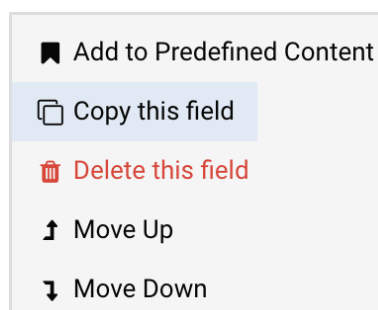 Add to Predefined Content
Copy this field
Delete this field
Move Up
Move Down